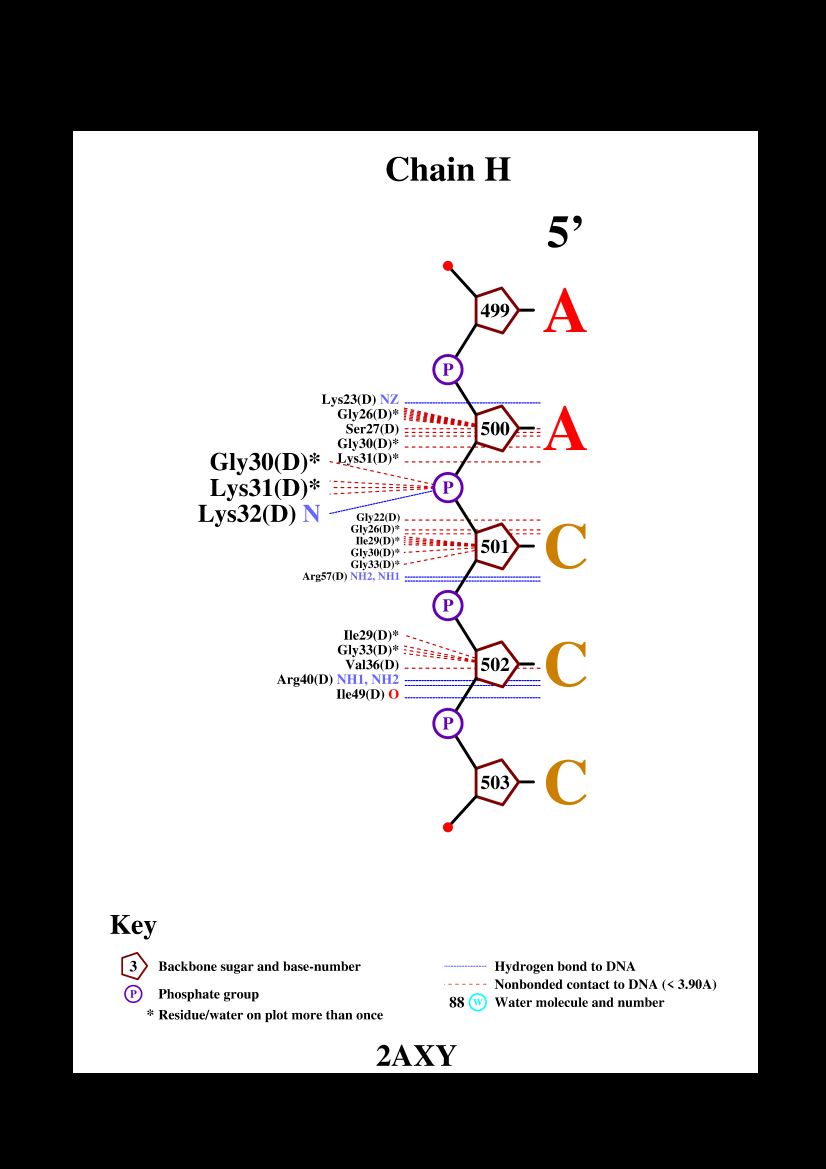 Chain H
5’
499 A
P
Lys23(D) NZ
Gly26(D)*
Ser27(D)
500 A
Gly30(D)*
Lys31(D)*
Gly30(D)*
Lys31(D)*
P
Lys32(D) N
Gly22(D)
Gly26(D)*
Ile29(D)*
501 C
Gly30(D)*
Gly33(D)*
Arg57(D) NH2, NH1
P
Ile29(D)*
Gly33(D)*
Val36(D)
502 C
Arg40(D) NH1, NH2
Ile49(D) O
P
503 C
Key
3 Backbone sugar and base-number
P Phosphate group
* Residue/water on plot more than once
Hydrogen bond to DNA
Nonbonded contact to DNA (< 3.90A)
88 W Water molecule and number
2AXY